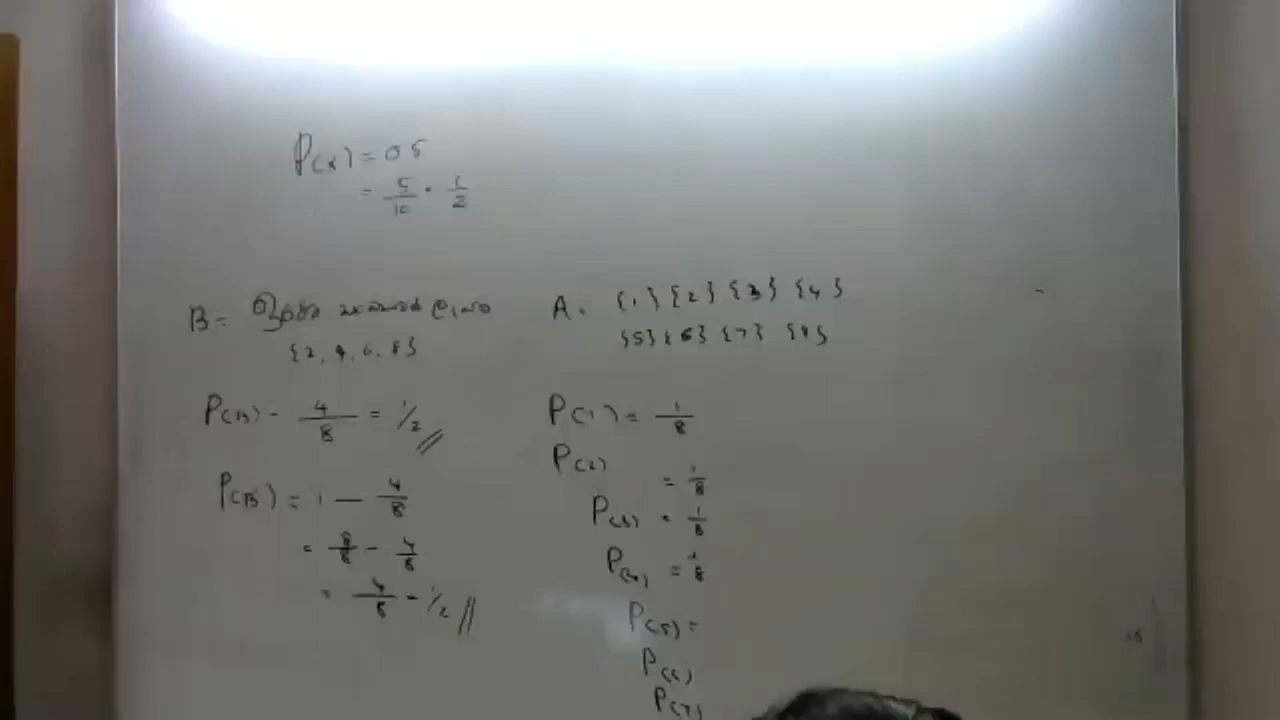 P(x) = 0.5
= 5/10 = 1/2
B =
{2, 4, 6, 8}
P(B) = 4/8 = 1/2 //
P(B') = 1 — 4/8
= 8/8 - 4/8
= 4/8 = 1/2 //
A = {1} {2} {3} {4}
{5} {6} {7} {8}
P(1) = 1/8
P(2)
= 1/8
P(3) = 1/8
P(4) = 1/8
P(5) =
P(6)
P(7)